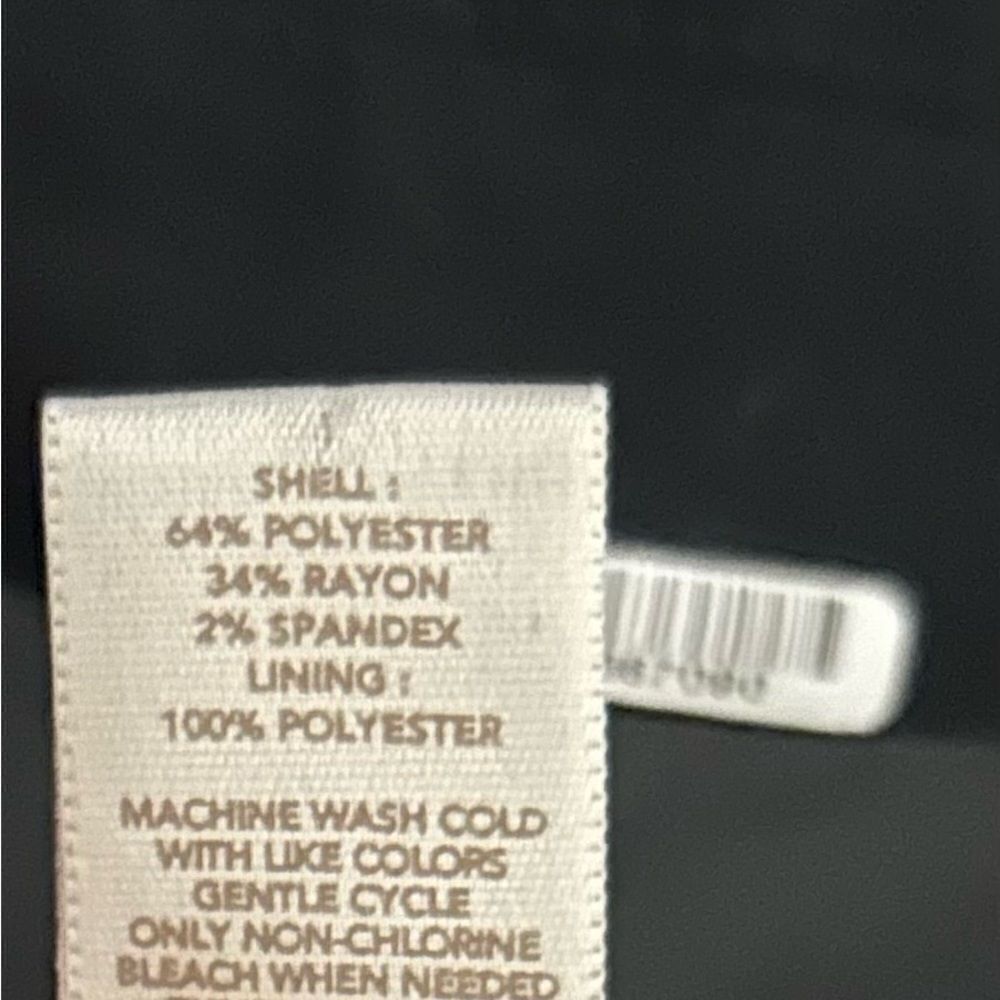 SHELL :
64% POLYESTER
34% RAYON
2% SPANDEX
LINING :
100% POLYESTER
MACHINE WASH COLD
WITH LIKE COLORS
GENTLE CYCLE
ONLY NON-CHLORINE
BLEACH WHEN NEEDED